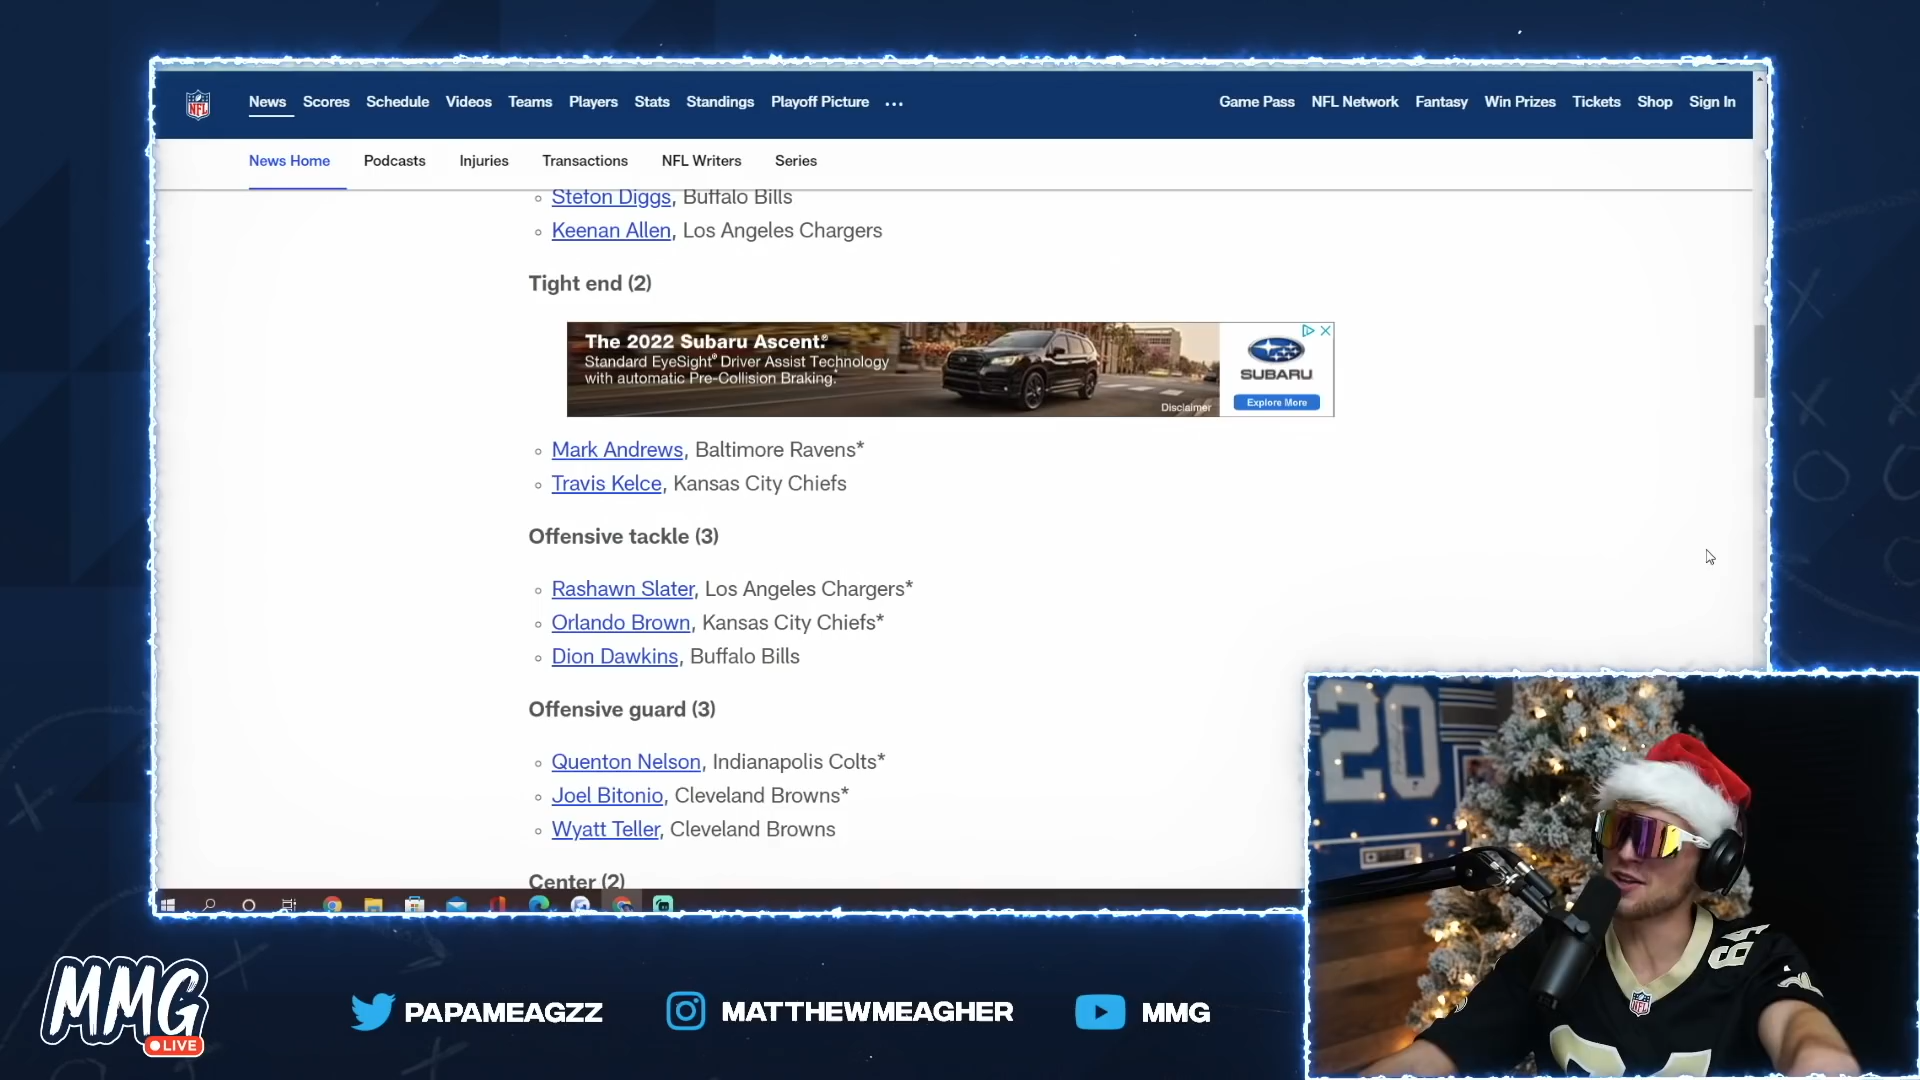 NFL News Scores Schedule Videos Teams Players Stats Standings Playoff Picture ... Game Pass NFL Network Fantasy Win Prizes Tickets Shop Sign In
News Home Podcasts Injuries Transactions NFL Writers Series
Stefon Diggs, Buffalo Bills
Keenan Allen, Los Angeles Chargers
Tight end (2)
The 2022 Subaru Ascent.®
Standard EyeSight® Driver Assist Technology
with automatic Pre-Collision Braking.
Disclaimer
SUBARU
Explore More
Mark Andrews, Baltimore Ravens*
Travis Kelce, Kansas City Chiefs
Offensive tackle (3)
Rashawn Slater, Los Angeles Chargers*
Orlando Brown, Kansas City Chiefs*
Dion Dawkins, Buffalo Bills
Offensive guard (3)
Quenton Nelson, Indianapolis Colts*
Joel Bitonio, Cleveland Browns*
Wyatt Teller, Cleveland Browns
Center (2)
20
NFL
MMG
LIVE
PAPAMEAGZZ MATTHEWMEAGHER MMG